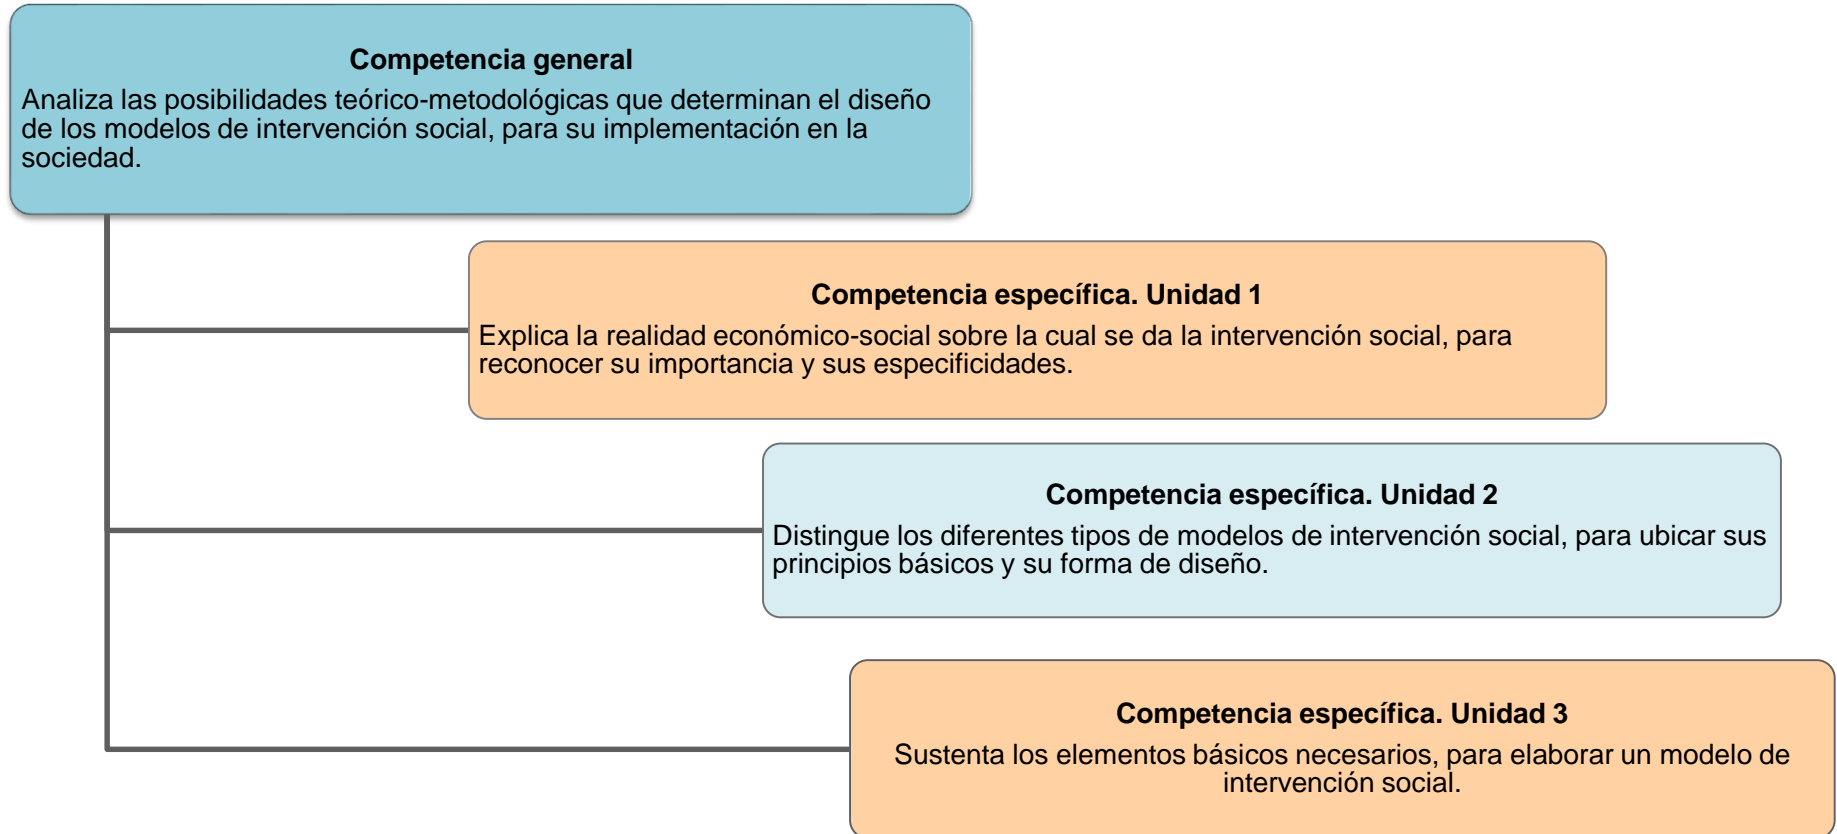 Competencia general
Analiza las posibilidades teórico-metodológicas que determinan el diseño
de los modelos de intervención social, para su implementación en la
sociedad.
Competencia específica. Unidad 1
Explica la realidad económico-social sobre la cual se da la intervención social, para
reconocer su importancia y sus especificidades.
Competencia específica. Unidad 2
Distingue los diferentes tipos de modelos de intervención social, para ubicar sus
principios básicos y su forma de diseño.
Competencia específica. Unidad 3
Sustenta los elementos básicos necesarios, para elaborar un modelo de
intervención social.